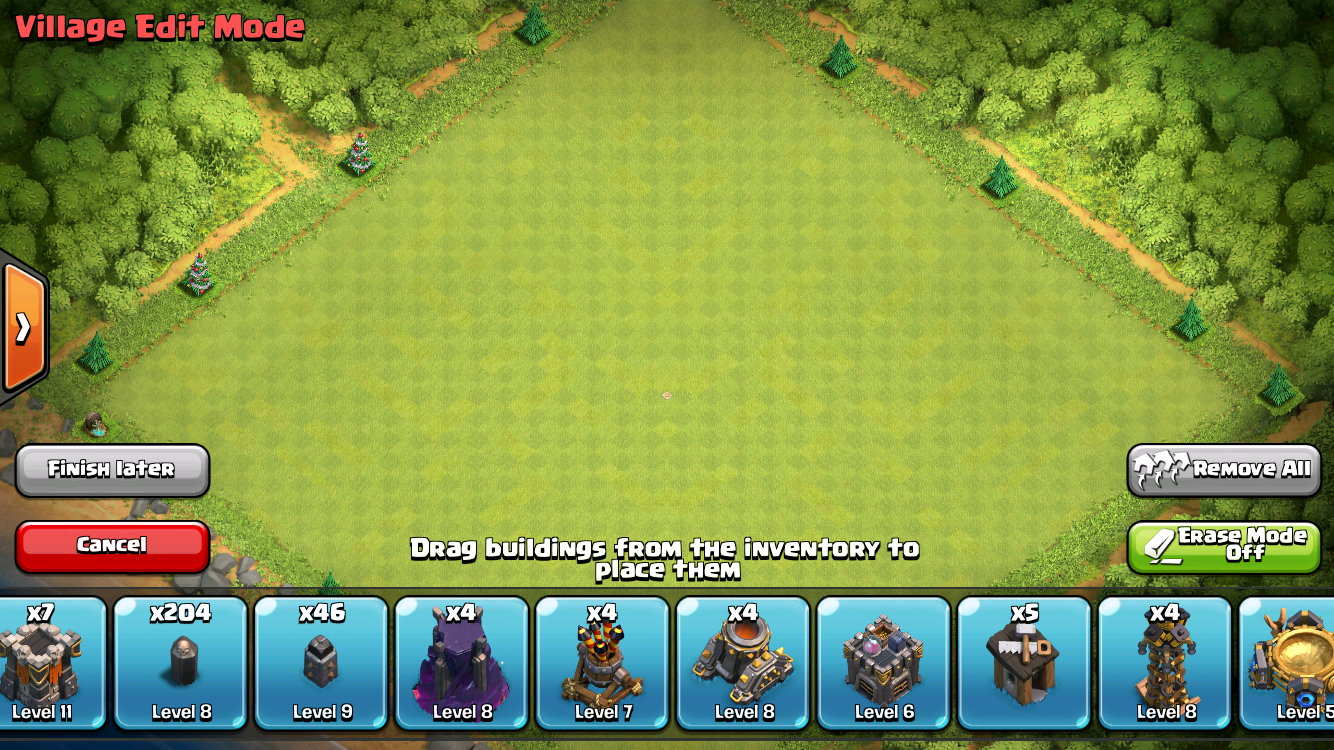 Village Edit Mode
Finish later
Remove All
Cancel
Erase Mode
Off
Drag buildings from the inventory to
place them
x7
x204
x46
x4
x4
x4
x5
x4
Level 11
Level 8
Level 9
Level 8
Level 7
Level 8
Level 6
Level 8
Level 5